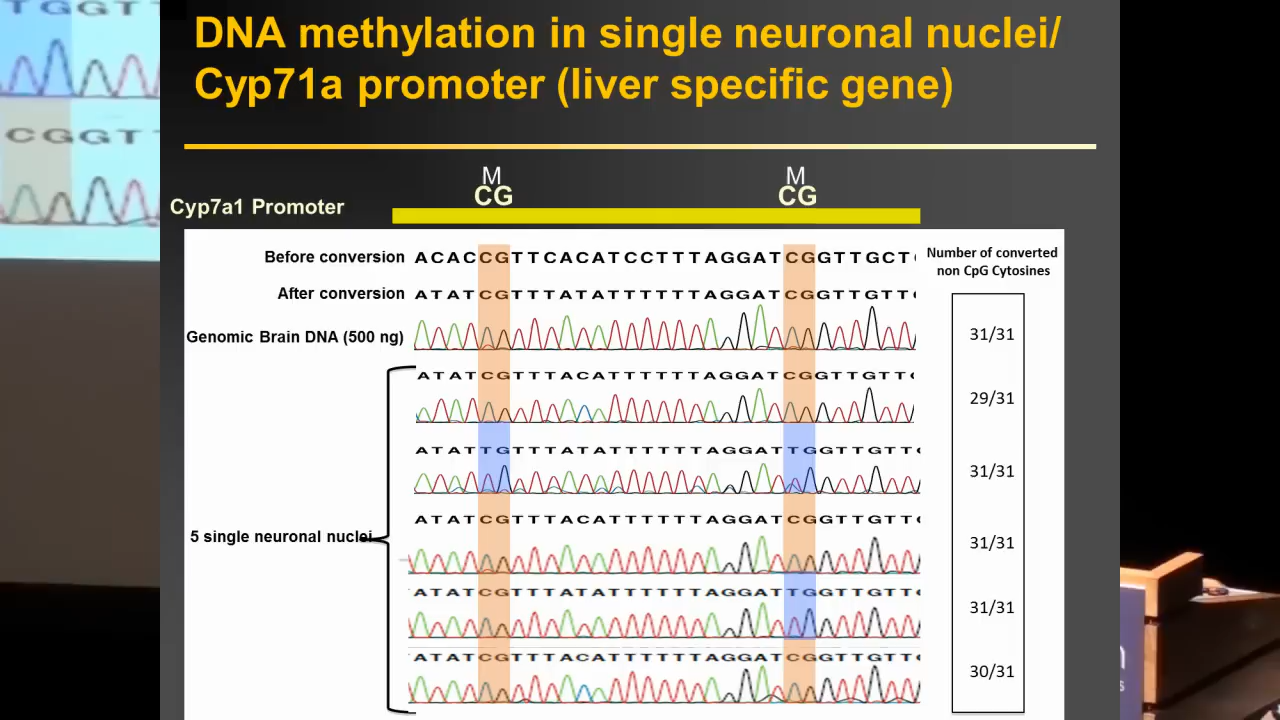 TGGT
CGGT
DNA methylation in single neuronal nuclei/
Cyp71a promoter (liver specific gene)
M M
CG CG
Cyp7a1 Promoter
Before conversion ACACCGTTCACATCCTTTAGGATCGGTTGCT
Number of converted
non CpG Cytosines
After conversion ATATCGTTTATATTTTTTAGGATCGGTTGTT
Genomic Brain DNA (500 ng)
31/31
ATATCGTTTACATTTTTTAGGATCGGTTGTT
29/31
ATATTGTTTATATTTTTTAGGATTGGTTGTT
31/31
ATATCGTTTACATTTTTTAGGATCGGTTGTT
5 single neuronal nuclei
31/31
ATATCGTTTATATTTTTTAGGATTGGTTGTT
31/31
ATATCGTTTACATTTTTTAGGATCGGTTGTT
30/31